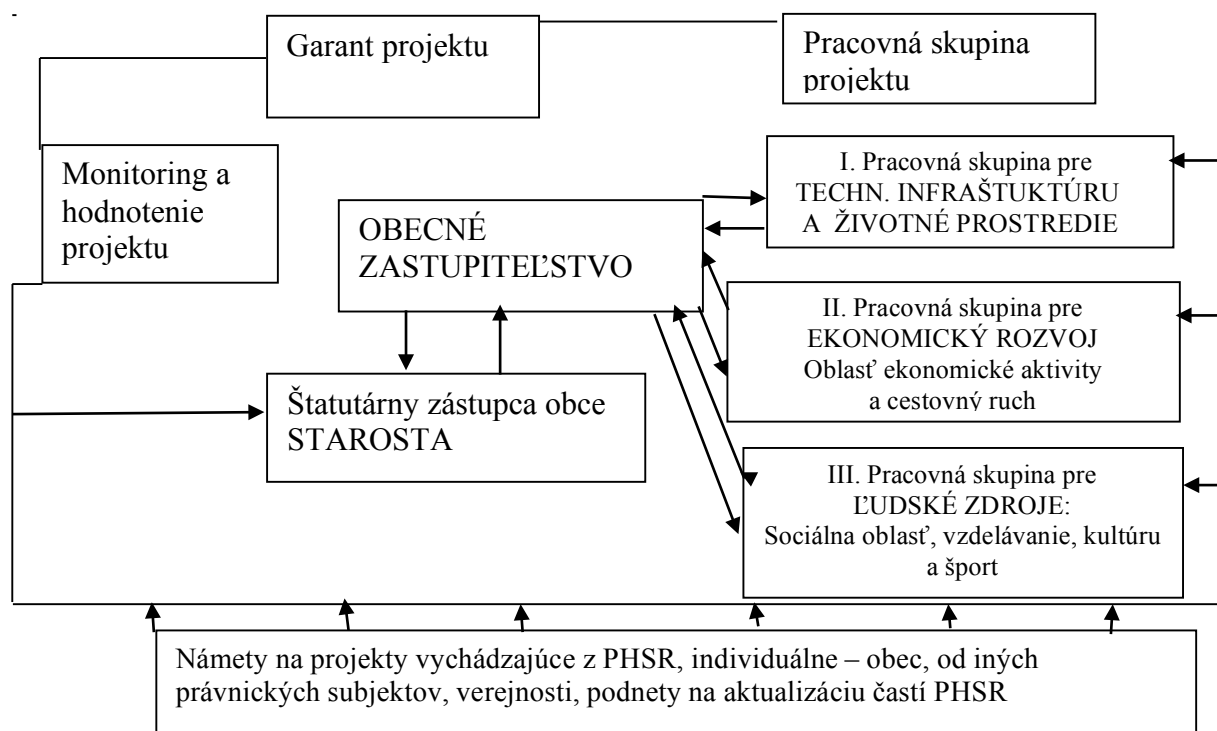 Garant projektu
Pracovná skupina
projektu
Monitoring a
hodnotenie
projektu
I. Pracovná skupina pre
TECHN. INFRAŠTUKTÚRU
A ŽIVOTNÉ PROSTREDIE
OBECNÉ
ZASTUPITEĽSTVO
II. Pracovná skupina pre
EKONOMICKÝ ROZVOJ
Oblasť ekonomické aktivity
a cestovný ruch
Štatutárny zástupca obce
STAROSTA
III. Pracovná skupina pre
ĽUDSKÉ ZDROJE:
Sociálna oblasť, vzdelávanie, kultúru
a šport
Námety na projekty vychádzajúce z PHSR, individuálne – obec, od iných
právnických subjektov, verejnosti, podnety na aktualizáciu častí PHSR